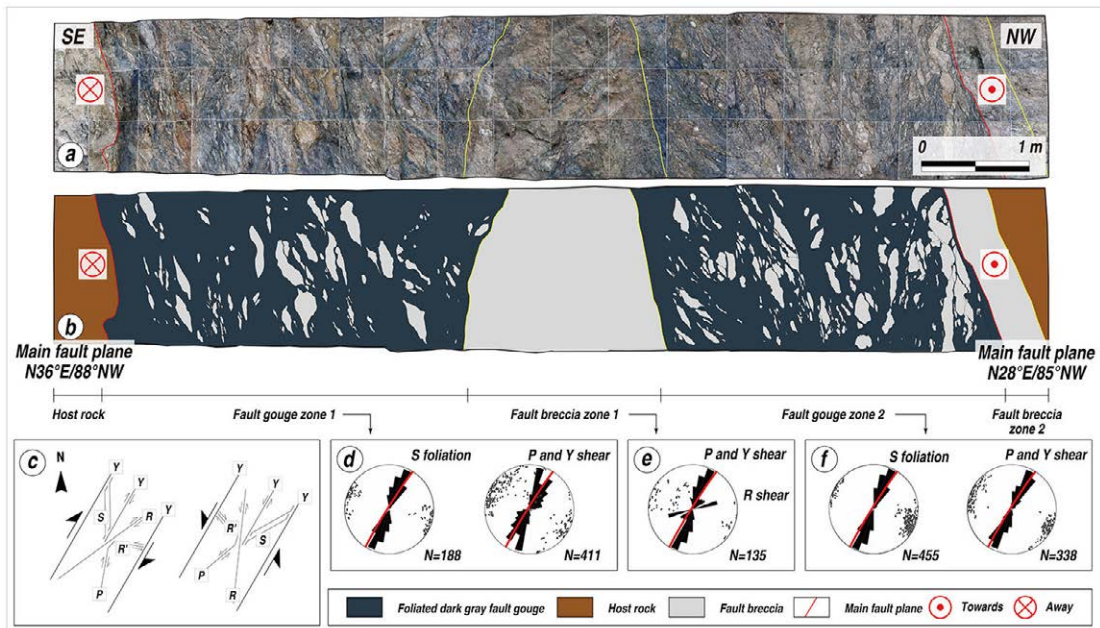 SE
NW
0
1 m
a
b
Main fault plane
N36°E/88°NW
Main fault plane
N28°E/85°NW
Host rock
Fault gouge zone 1
Fault breccia zone 1
Fault gouge zone 2
Fault breccia
zone 2
c
N
Y
Y
R
Y
S
R'
P
Y
Y
Y
R'
S
P
R
d
S foliation
P and Y shear
N=188
N=411
e
P and Y shear
R shear
N=135
f
S foliation
P and Y shear
N=455
N=338
Foliated dark gray fault gouge
Host rock
Fault breccia
Main fault plane
Towards
Away